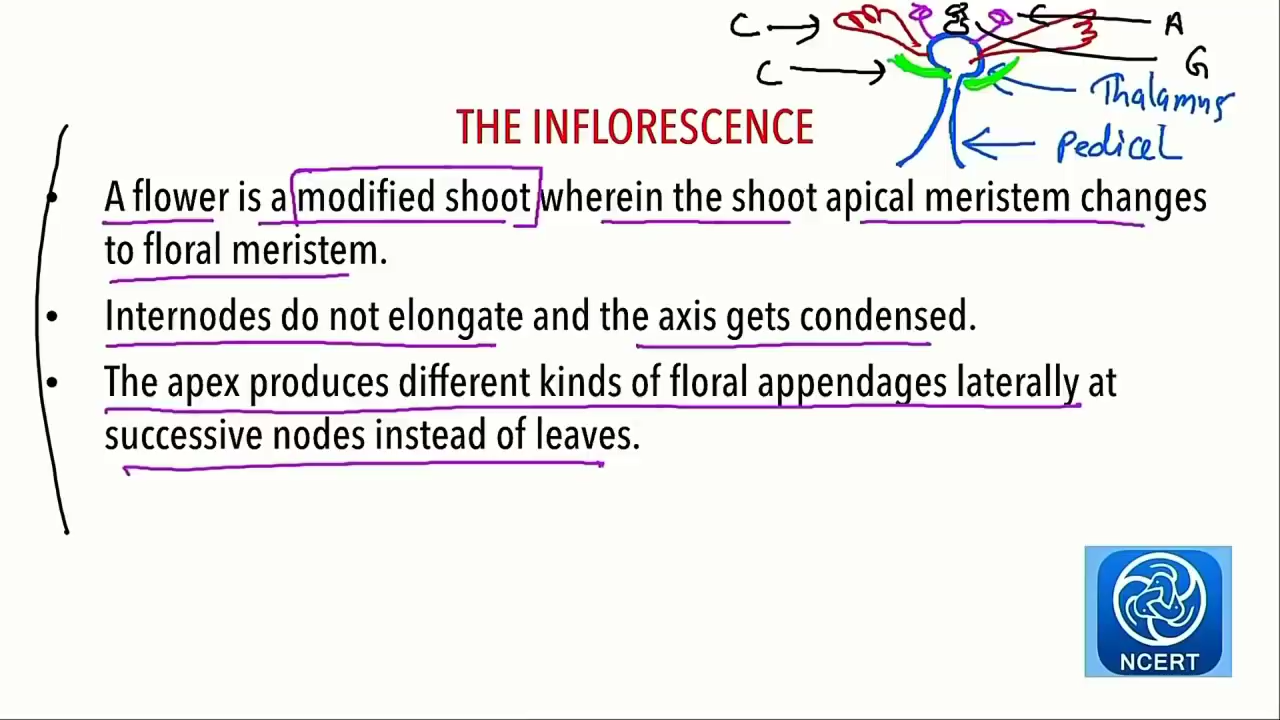 C
A
C
G
Thalamus
THE INFLORESCENCE
Pedicel
• A flower is a modified shoot wherein the shoot apical meristem changes
to floral meristem.
• Internodes do not elongate and the axis gets condensed.
• The apex produces different kinds of floral appendages laterally at
successive nodes instead of leaves.
NCERT